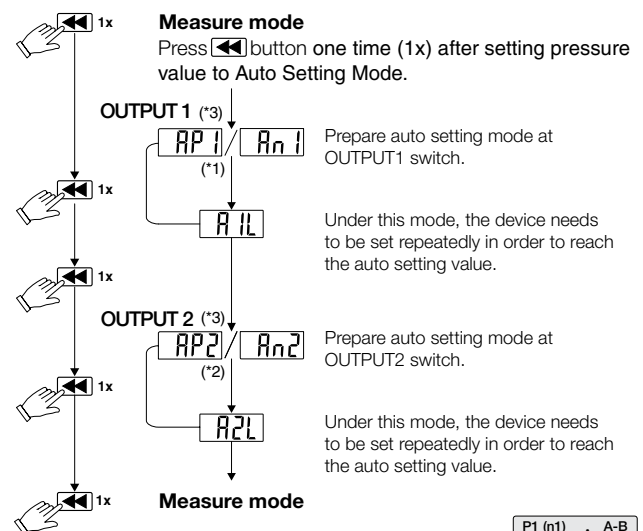 1x Measure mode
Press ◀◀ button one time (1x) after setting pressure
value to Auto Setting Mode.
OUTPUT 1 (*3)
AP1 / An1
(*1)
Prepare auto setting mode at
OUTPUT1 switch.
1x
A1L
Under this mode, the device needs
to be set repeatedly in order to reach
the auto setting value.
1x
OUTPUT 2 (*3)
AP2 / An2
(*2)
Prepare auto setting mode at
OUTPUT2 switch.
1x
A2L
Under this mode, the device needs
to be set repeatedly in order to reach
the auto setting value.
1x Measure mode
P1 (n1) A-B